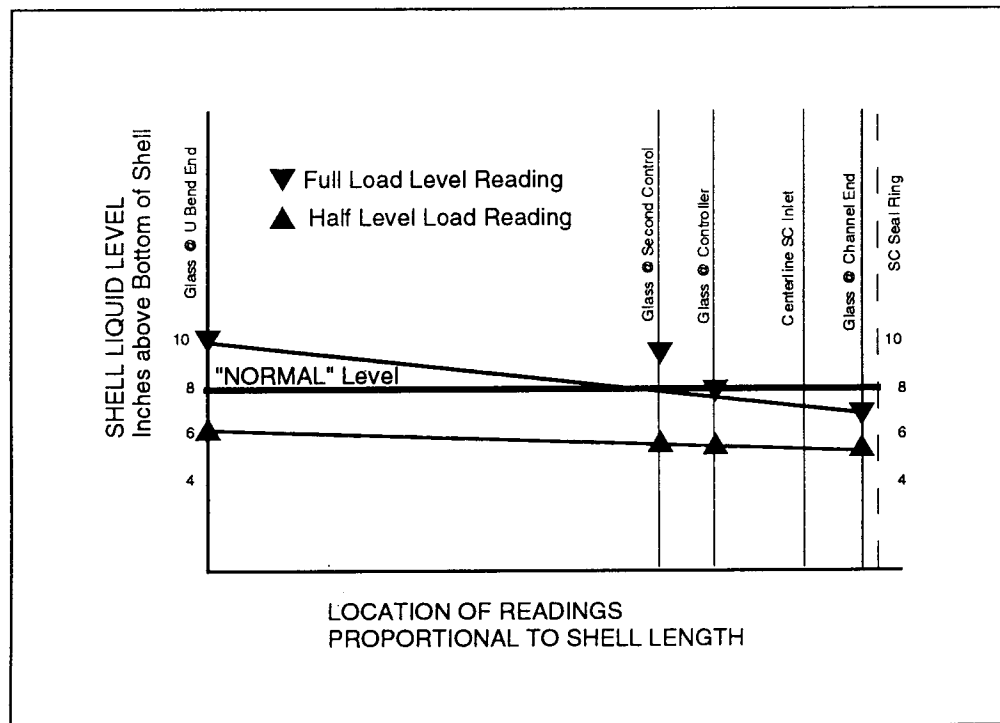 SHELL LIQUID LEVEL
Inches above Bottom of Shell
Glass @ U Bend End
▼ Full Load Level Reading
▲ Half Level Load Reading
Glass @ Second Control
Glass @ Controller
Centerline SC Inlet
Glass @ Channel End
SC Seal Ring
10
8
6
4
"NORMAL" Level
10
8
6
4
LOCATION OF READINGS
PROPORTIONAL TO SHELL LENGTH